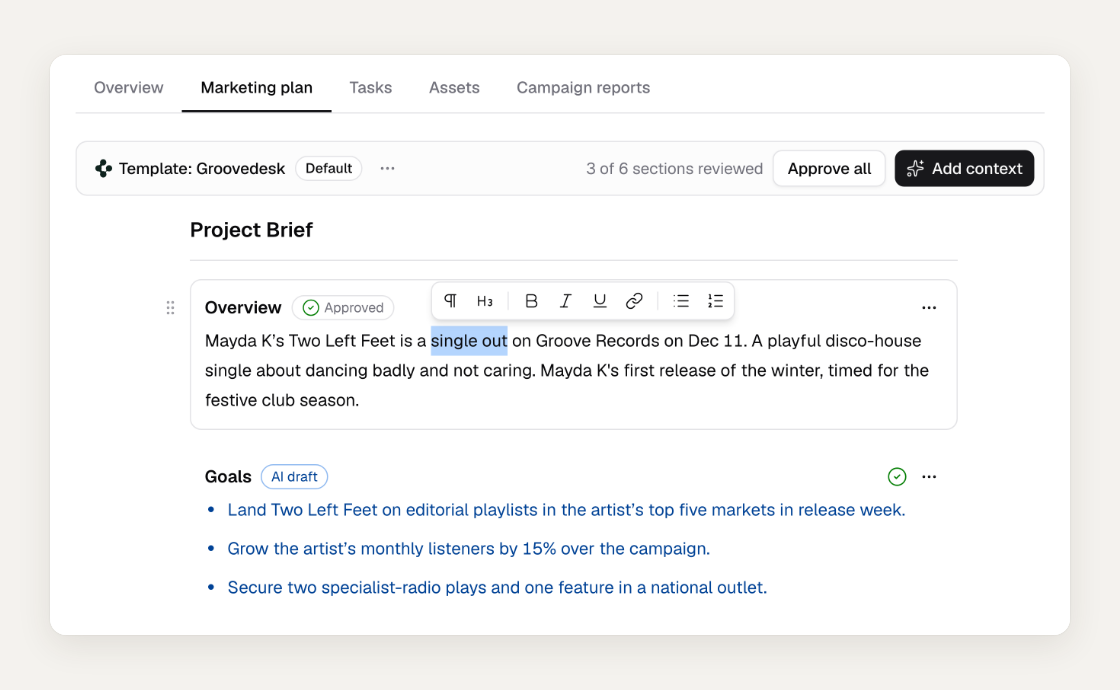 Overview Marketing plan Tasks Assets Campaign reports
Template: Groovedesk Default ··· 3 of 6 sections reviewed Approve all Add context
Project Brief
Overview Approved ¶ H3 B I U ···
Mayda K’s Two Left Feet is a single out on Groove Records on Dec 11. A playful disco-house
single about dancing badly and not caring. Mayda K's first release of the winter, timed for the
festive club season.
Goals AI draft ···
• Land Two Left Feet on editorial playlists in the artist’s top five markets in release week.
• Grow the artist’s monthly listeners by 15% over the campaign.
• Secure two specialist-radio plays and one feature in a national outlet.